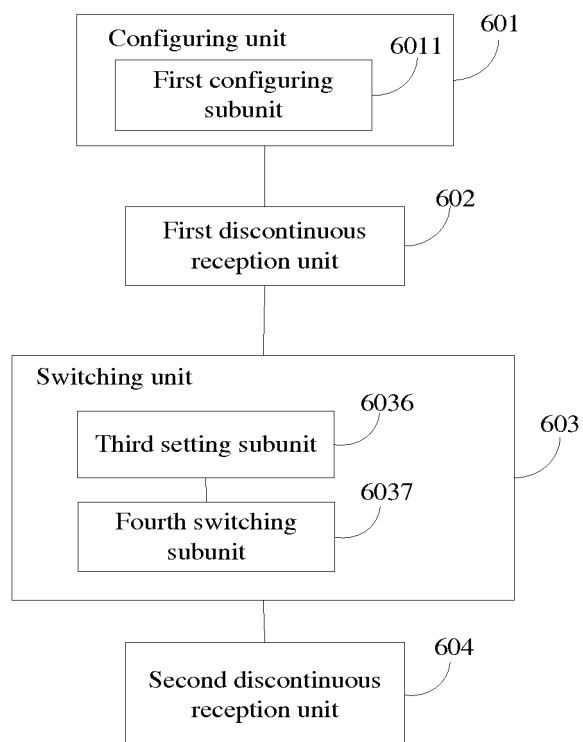 Configuring unit
601
6011
First configuring
subunit
602
First discontinuous
reception unit
Switching unit
6036
Third setting subunit
603
6037
Fourth switching
subunit
604
Second discontinuous
reception unit